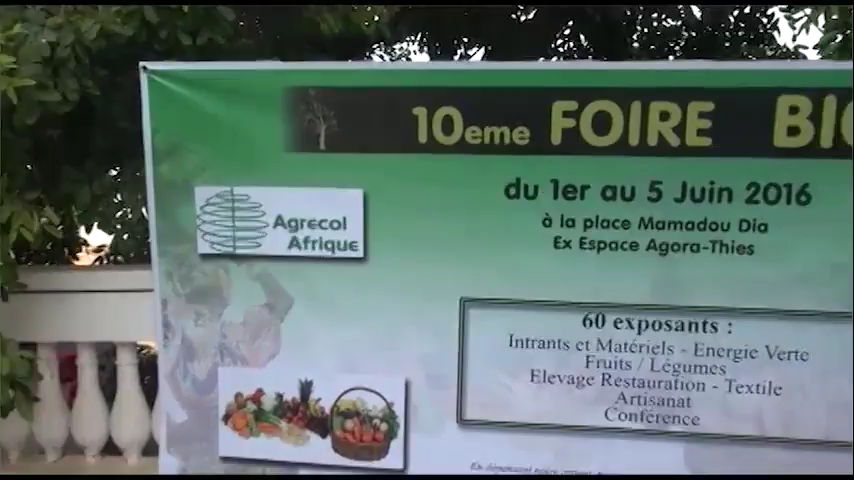 10eme FOIRE BI
du 1er au 5 Juin 2016
à la place Mamadou Dia
Ex Espace Agora-Thies
Agrecol
Afrique
60 exposants :
Intrants et Matériels - Energie Verte
Fruits / Légumes
Elevage Restauration - Textile
Artisanat
Conférence